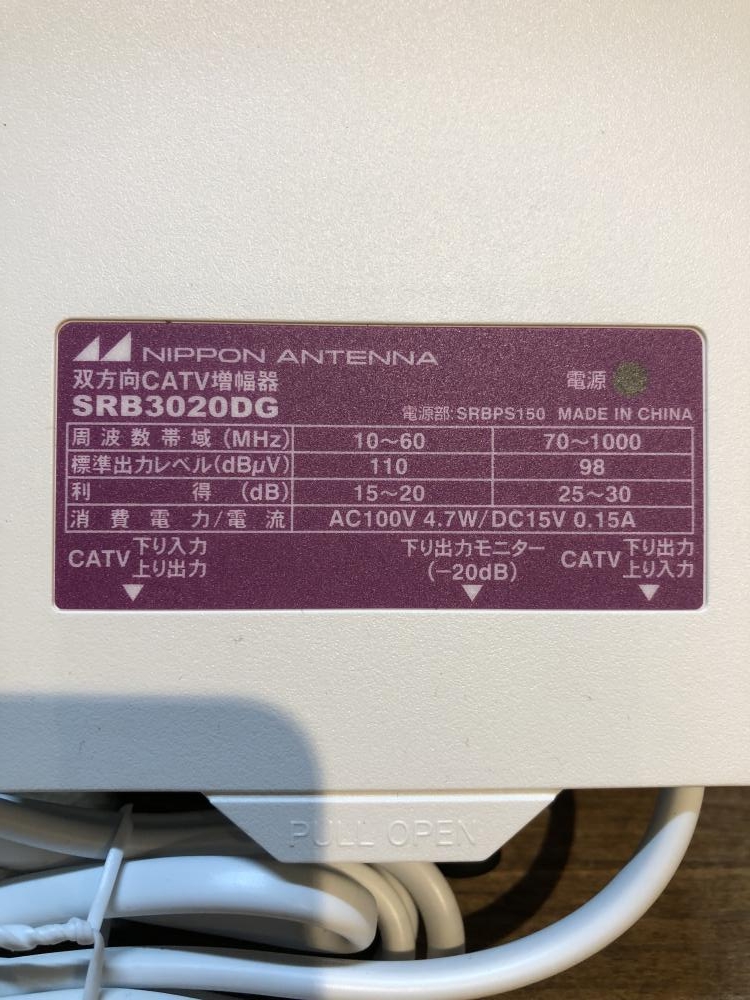 NIPPON ANTENNA
双方向CATV増幅器
電源
SRB3020DG
電源部:SRBPS150 MADE IN CHINA
周波数帯域(MHz) 10~60 70~1000
標準出力レベル(dBμV) 110 98
利得(dB) 15~20 25~30
消費電力/電流 AC100V 4.7W/DC15V 0.15A
CATV 下り入力
上り出力
下り出力モニター
(−20dB)
CATV 下り出力
上り入力
PULL OPEN